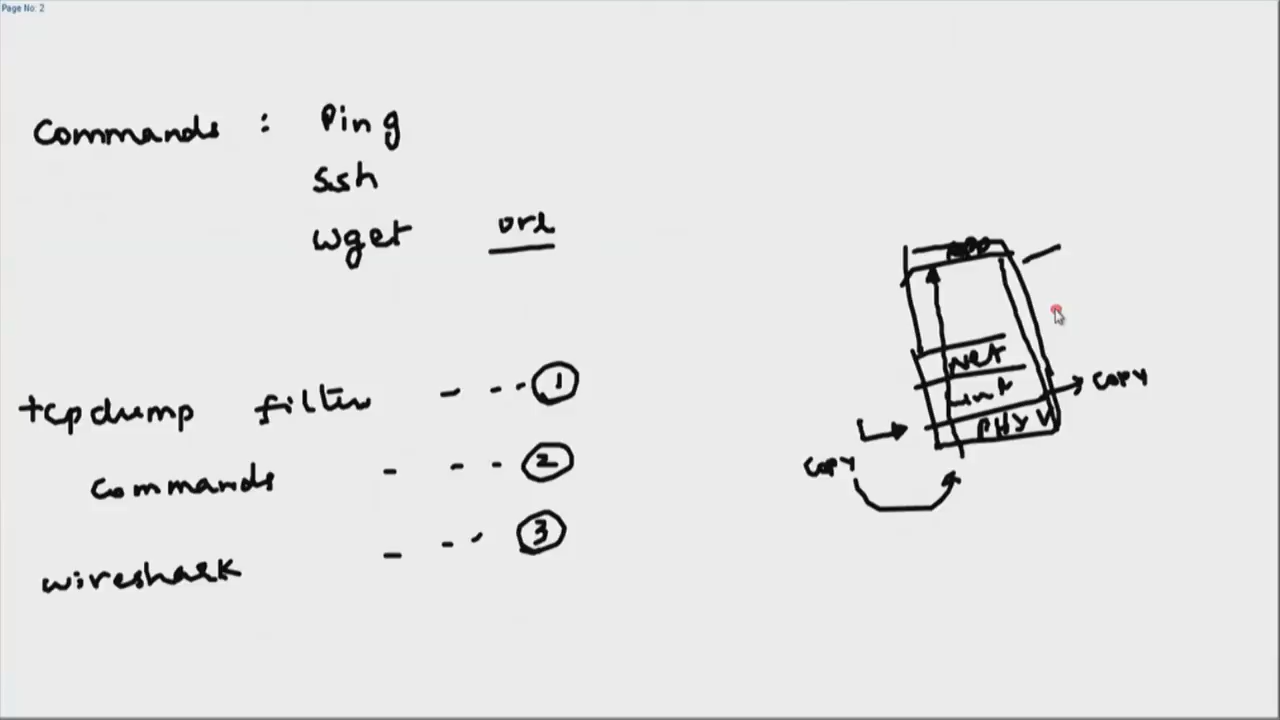 Page No: 2
Commands : Ping
Ssh
Wget url
tcpdump filter - - - 1
Commands - - - 2
wireshark - - - 3
APP
Net
Link
PHY
COPY
COPY